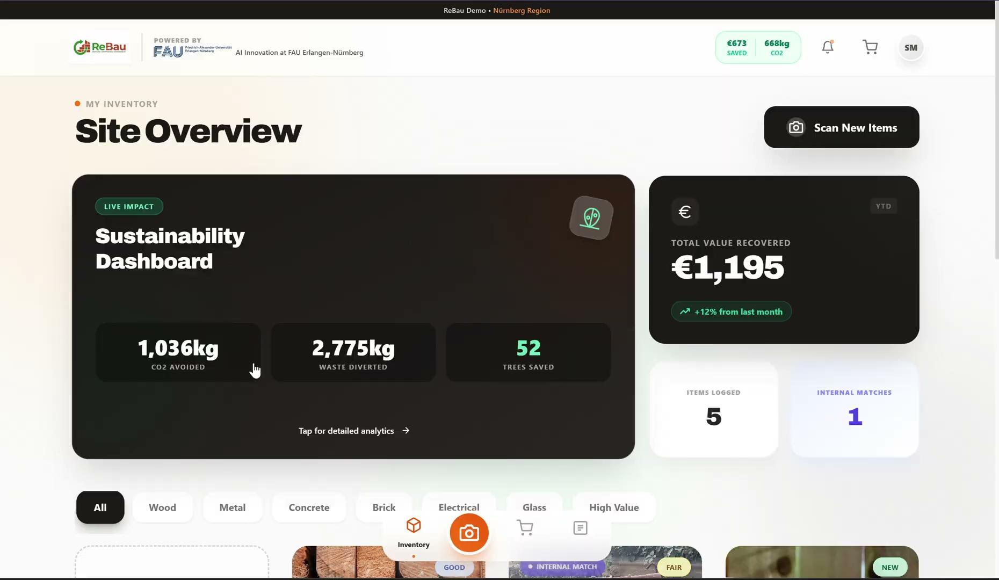 ReBau Demo • Nürnberg Region
ReBau
POWERED BY
FAU Friedrich-Alexander-Universität
Erlangen-Nürnberg
AI Innovation at FAU Erlangen-Nürnberg
€673
SAVED
668kg
CO2
SM
MY INVENTORY
Site Overview
Scan New Items
LIVE IMPACT
Sustainability
Dashboard
1,036kg
CO2 AVOIDED
2,775kg
WASTE DIVERTED
52
TREES SAVED
Tap for detailed analytics →
€
YTD
TOTAL VALUE RECOVERED
€1,195
+12% from last month
ITEMS LOGGED
5
INTERNAL MATCHES
1
All
Wood
Metal
Concrete
Brick
Electrical
Glass
High Value
Inventory
GOOD
INTERNAL MATCH
FAIR
NEW